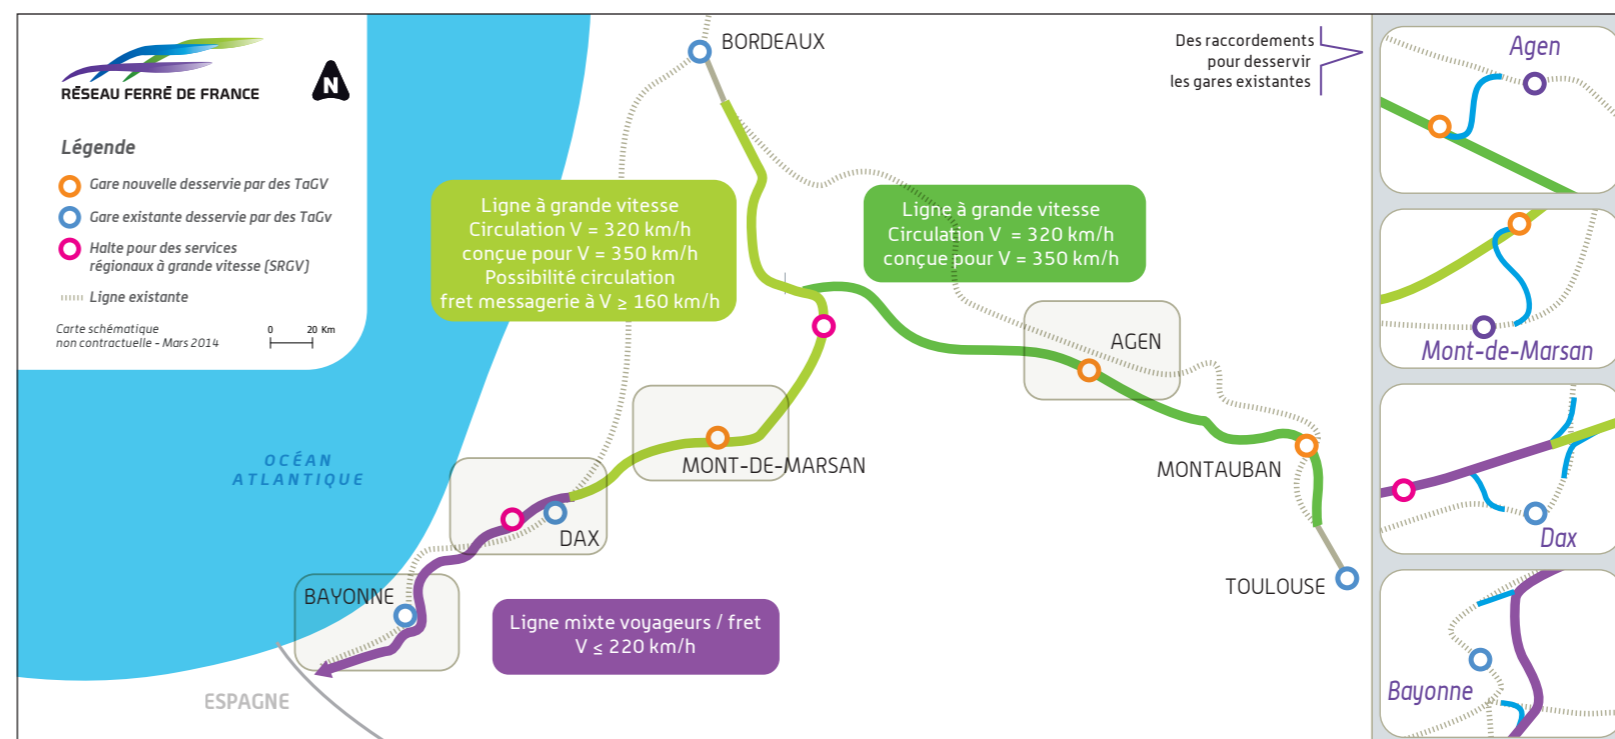 RÉSEAU FERRÉ DE FRANCE
N
Légende
Gare nouvelle desservie par des TaGV
Gare existante desservie par des TaGv
Halte pour des services
régionaux à grande vitesse (SRGV)
Ligne existante
Carte schématique
non contractuelle - Mars 2014
0 20 Km
OCÉAN
ATLANTIQUE
BORDEAUX
Ligne à grande vitesse
Circulation V = 320 km/h
conçue pour V = 350 km/h
Possibilité circulation
fret messagerie à V ≥ 160 km/h
Ligne à grande vitesse
Circulation V = 320 km/h
conçue pour V = 350 km/h
AGEN
MONT-DE-MARSAN
MONTAUBAN
DAX
TOULOUSE
BAYONNE
Ligne mixte voyageurs / fret
V ≤ 220 km/h
ESPAGNE
Des raccordements
pour desservir
les gares existantes
Agen
Mont-de-Marsan
Dax
Bayonne